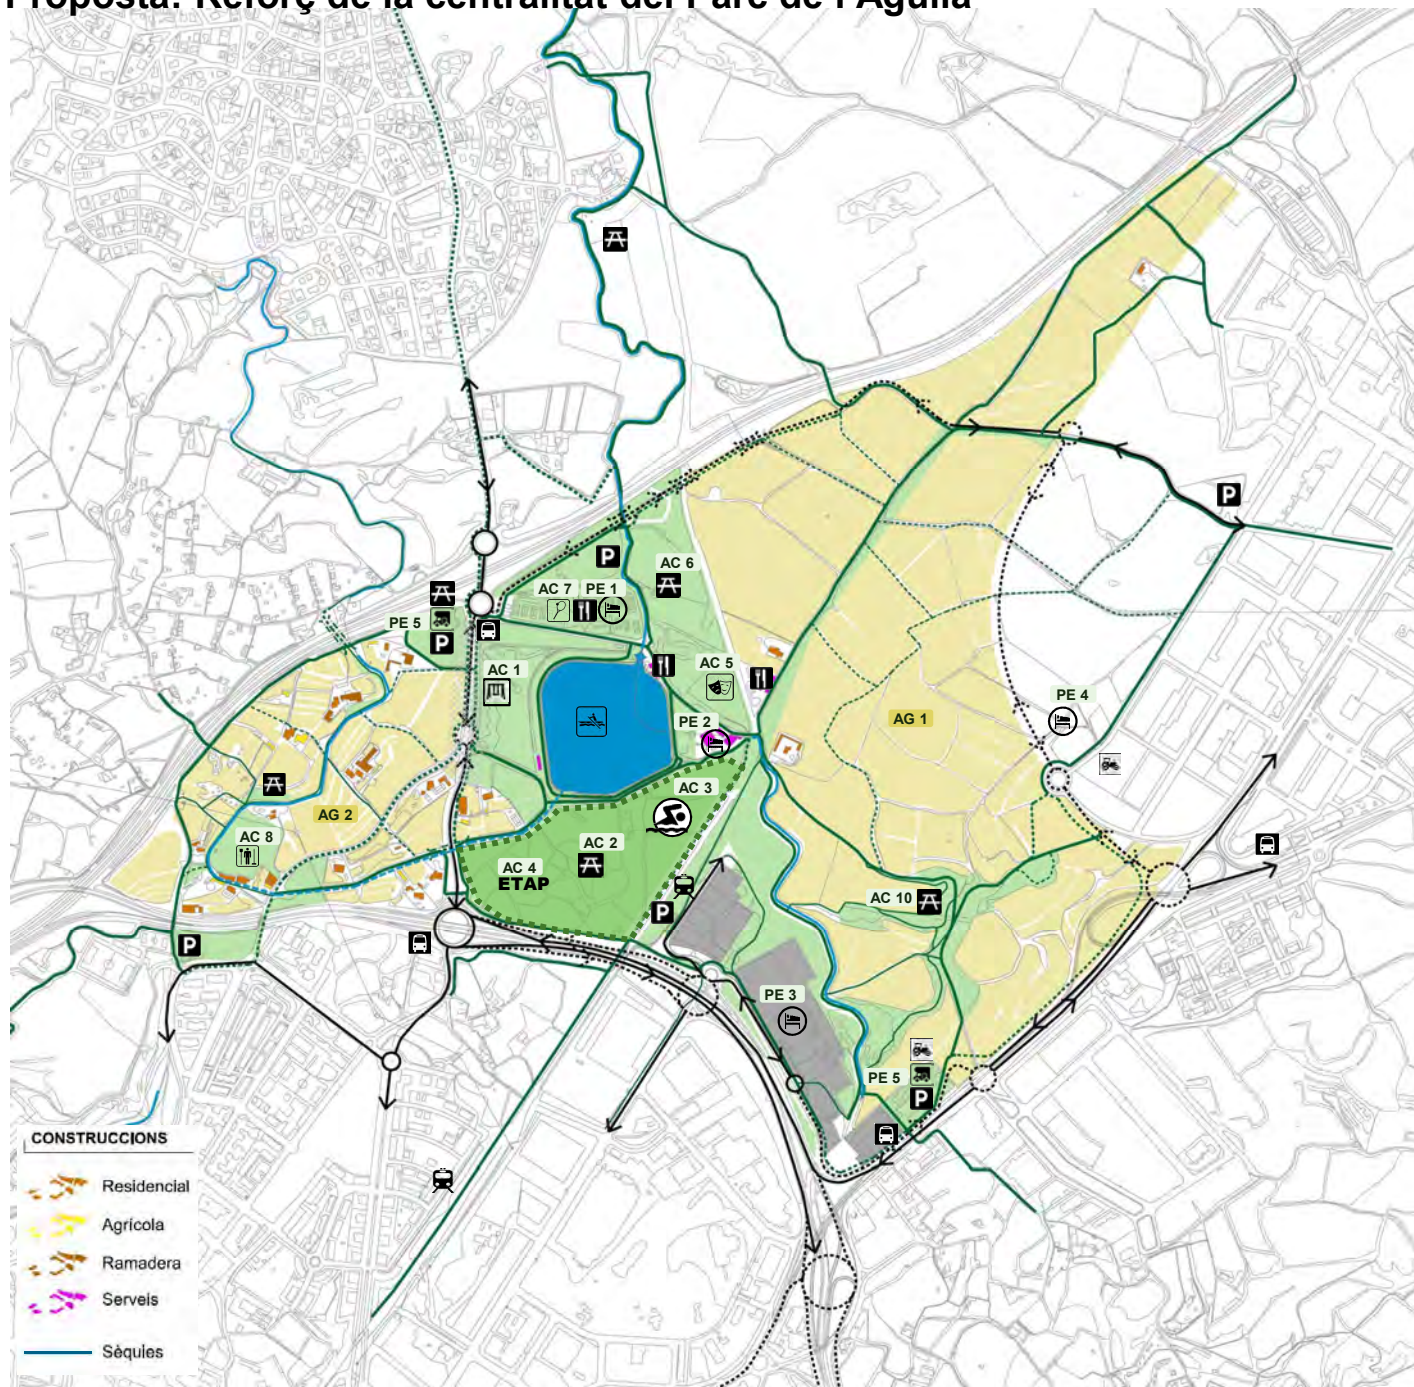 Proposta: Reforç de la centralitat del Parc de l'Agulla
P
AC 6
P
AC 7 PE 1
PE 5
P
AC 1
AC 5
PE 2
PE 4
AG 1
AC 3
AG 2
AC 8
AC 2
AC 4
ETAP
AC 10
P
P
PE 3
PE 5
P
CONSTRUCCIONS
Residencial
Agrícola
Ramadera
Serveis
Sèquies